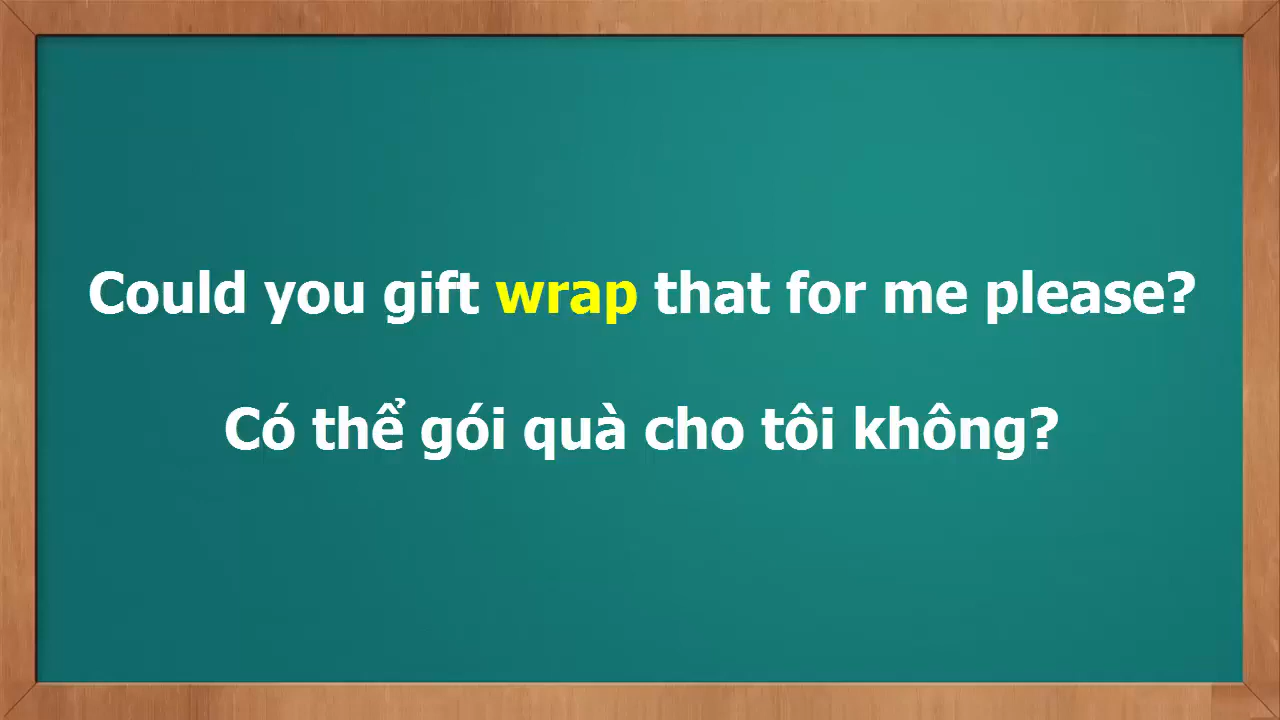 Could you gift wrap that for me please?
Có thể gói quà cho tôi không?